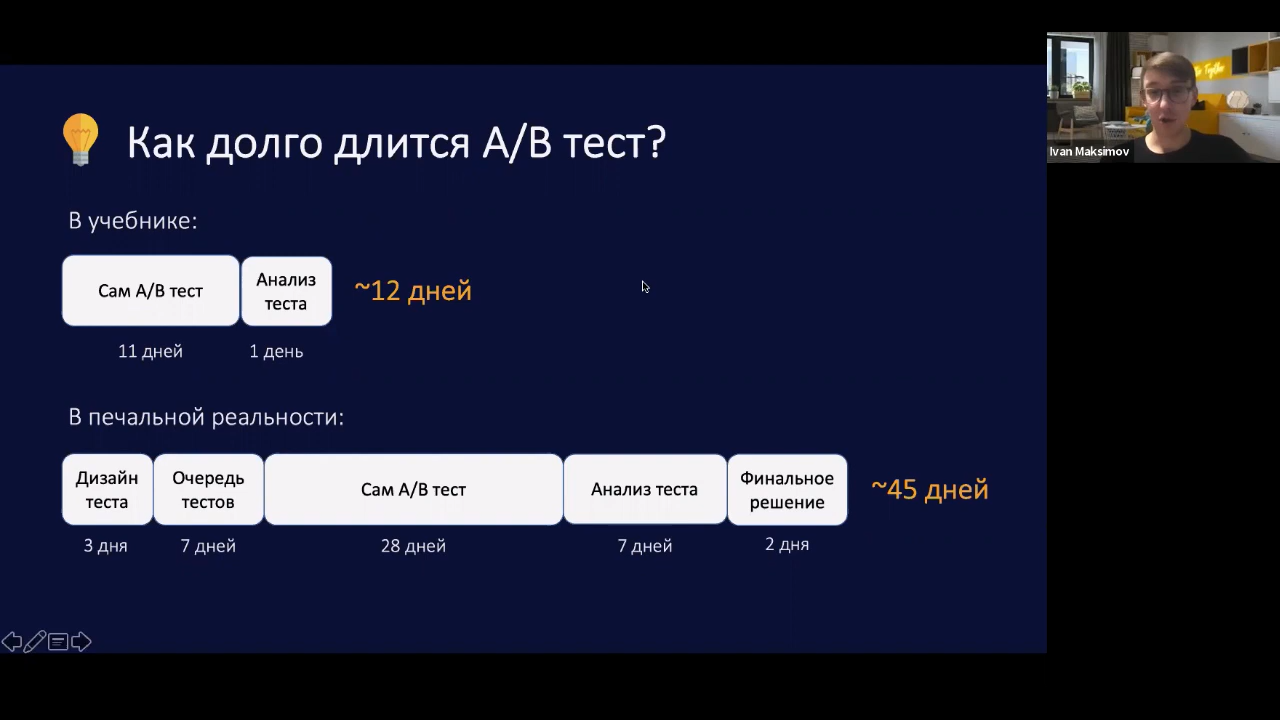 Как долго длится А/В тест?
В учебнике:
Сам А/В тест
Анализ
теста
~12 дней
11 дней
1 день
В печальной реальности:
Дизайн
теста
Очередь
тестов
Сам А/В тест
Анализ теста
Финальное
решение
~45 дней
3 дня
7 дней
28 дней
7 дней
2 дня
Ivan Maksimov